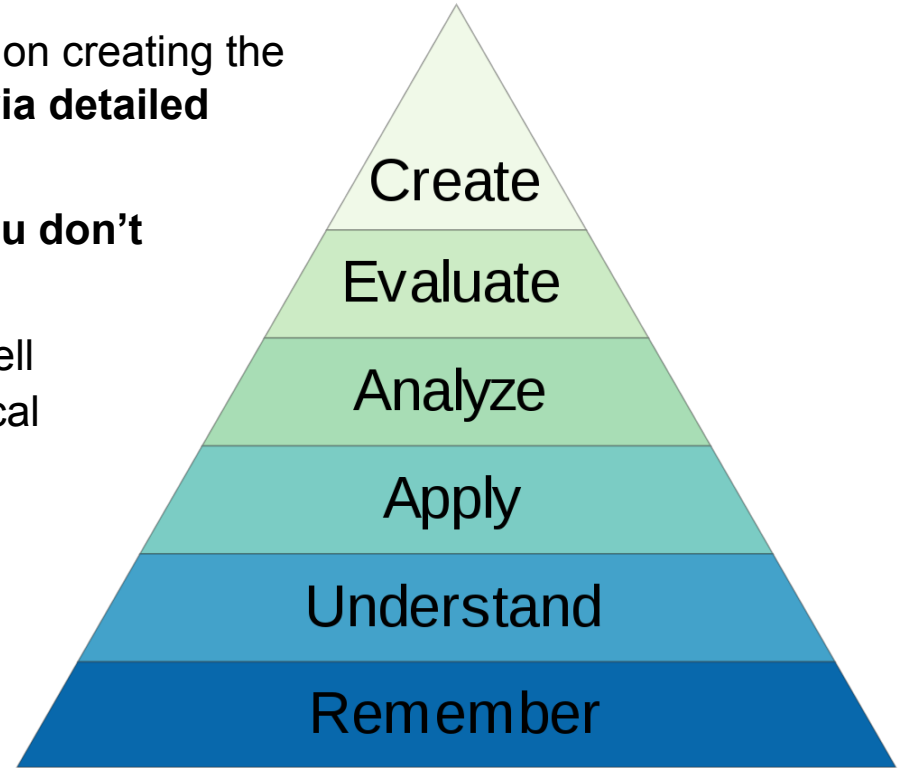 on creating the
ia detailed
u don't
ell
cal
Create
Evaluate
Analyze
Apply
Understand
Remember